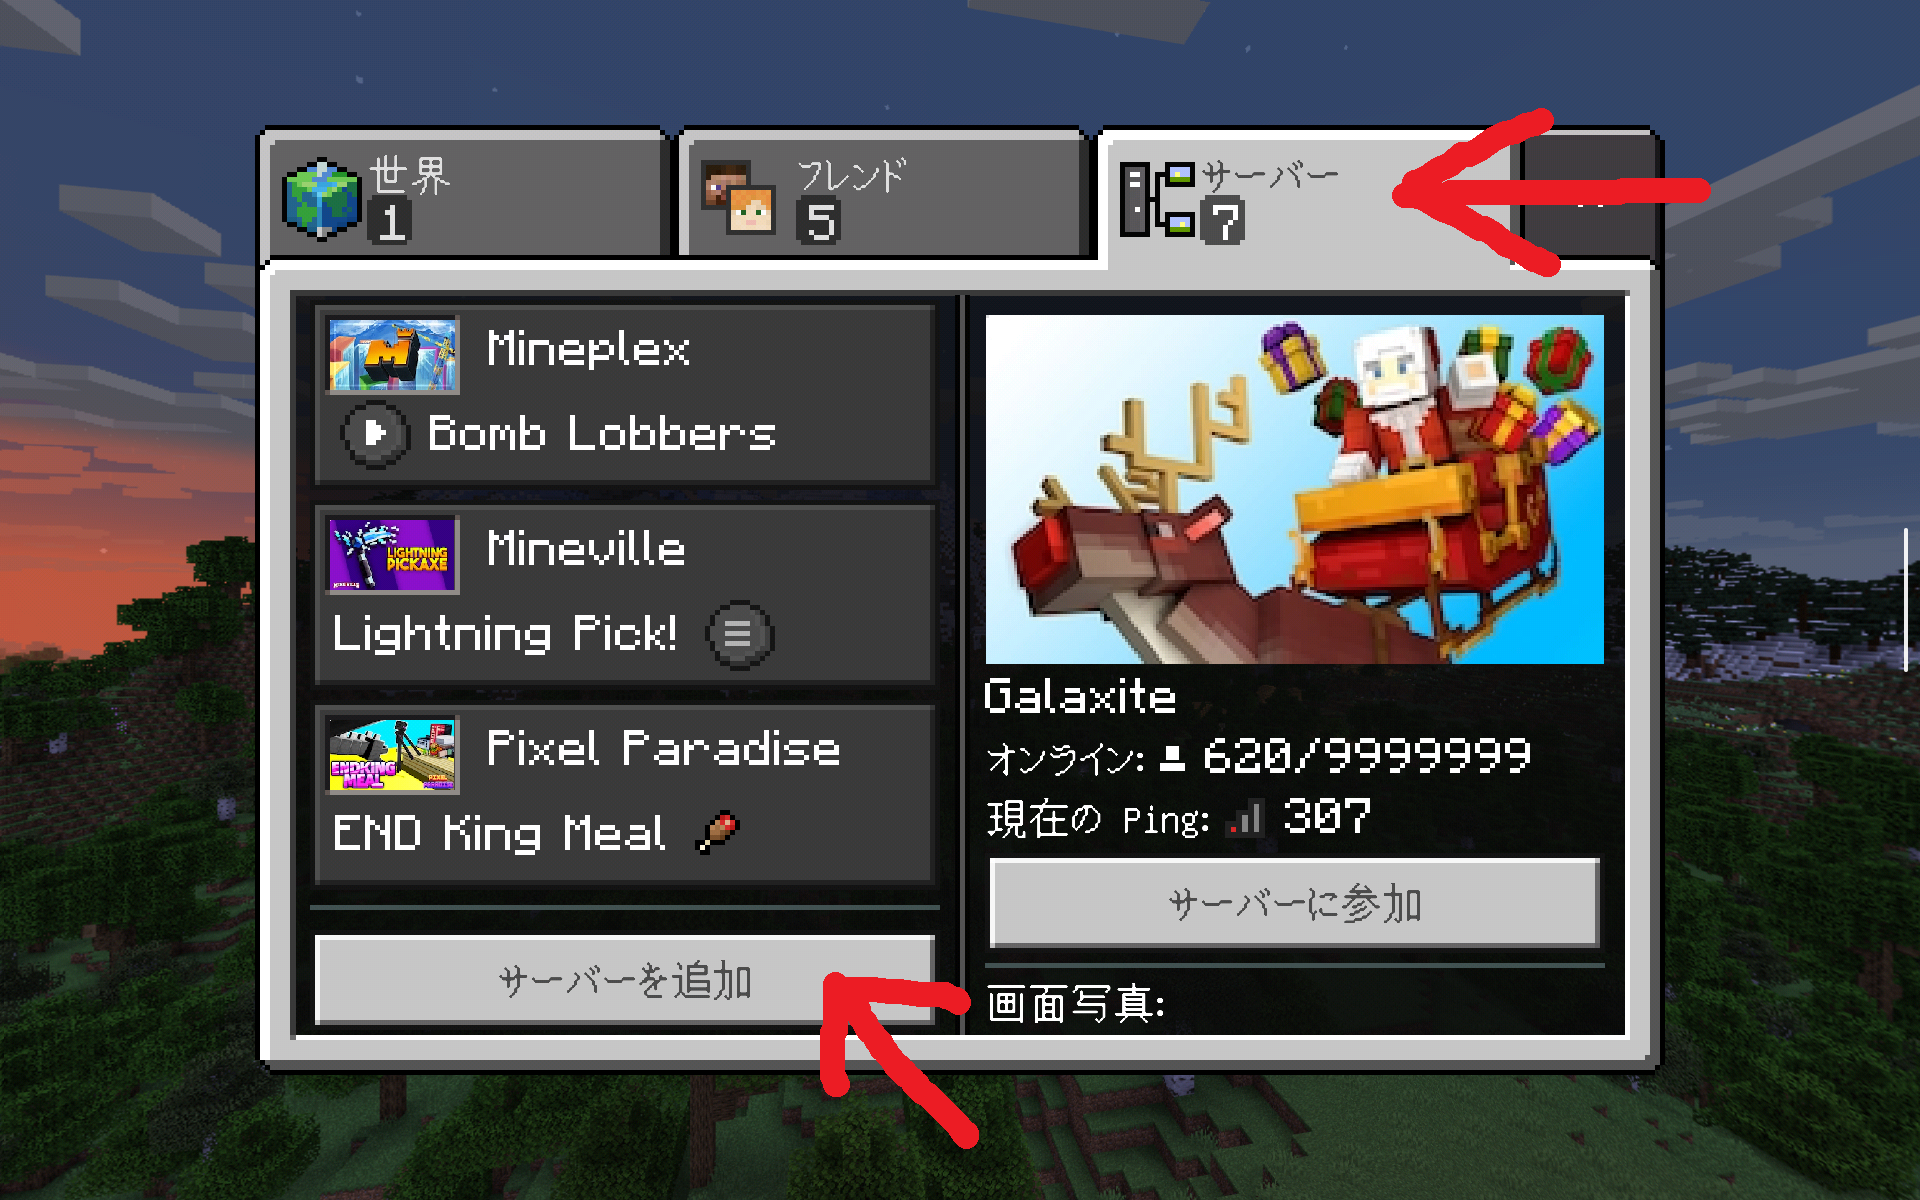 世界
1
フレンド
5
サーバー
7
Mineplex
Bomb Lobbers
LIGHTNING
PICKAXE
Mineville
Lightning Pick!
ENDKING
MEAL
PIXEL
PARADISE
Pixel Paradise
END King Meal
サーバーを追加
Galaxite
オンライン: 620/9999999
現在の Ping: 307
サーバーに参加
画面写真: